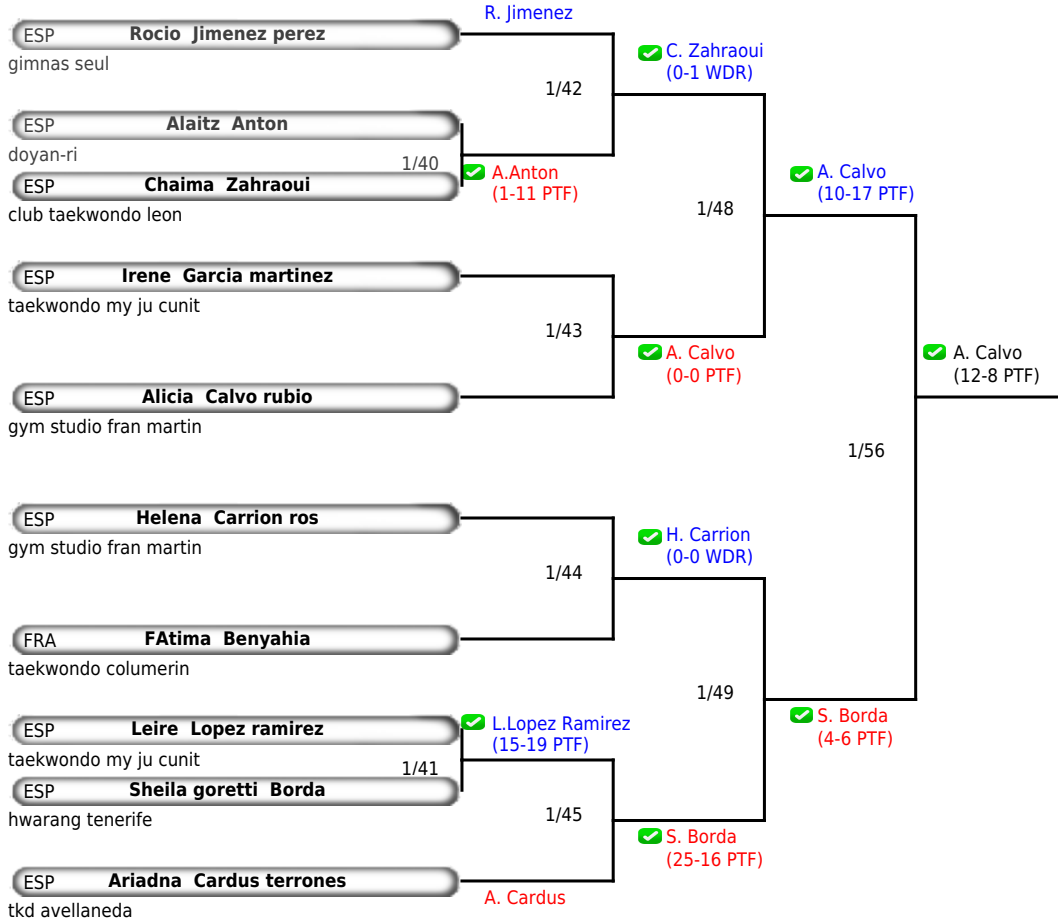 R. Jimenez
ESP Rocio Jimenez perez
gimnas seul
C. Zahraoui
(0-1 WDR)
1/42
ESP Alaitz Anton
doyan-ri
1/40
A.Anton
(1-11 PTF)
ESP Chaima Zahraoui
club taekwondo leon
A. Calvo
(10-17 PTF)
1/48
ESP Irene Garcia martinez
taekwondo my ju cunit
1/43
A. Calvo
(0-0 PTF)
A. Calvo
(12-8 PTF)
ESP Alicia Calvo rubio
gym studio fran martin
1/56
ESP Helena Carrion ros
gym studio fran martin
H. Carrion
(0-0 WDR)
1/44
FRA FAtima Benyahia
taekwondo columerin
1/49
ESP Leire Lopez ramirez
taekwondo my ju cunit
L.Lopez Ramirez
(15-19 PTF)
S. Borda
(4-6 PTF)
1/41
ESP Sheila goretti Borda
hwarang tenerife
1/45
S. Borda
(25-16 PTF)
ESP Ariadna Cardus terrones
tkd avellaneda
A. Cardus